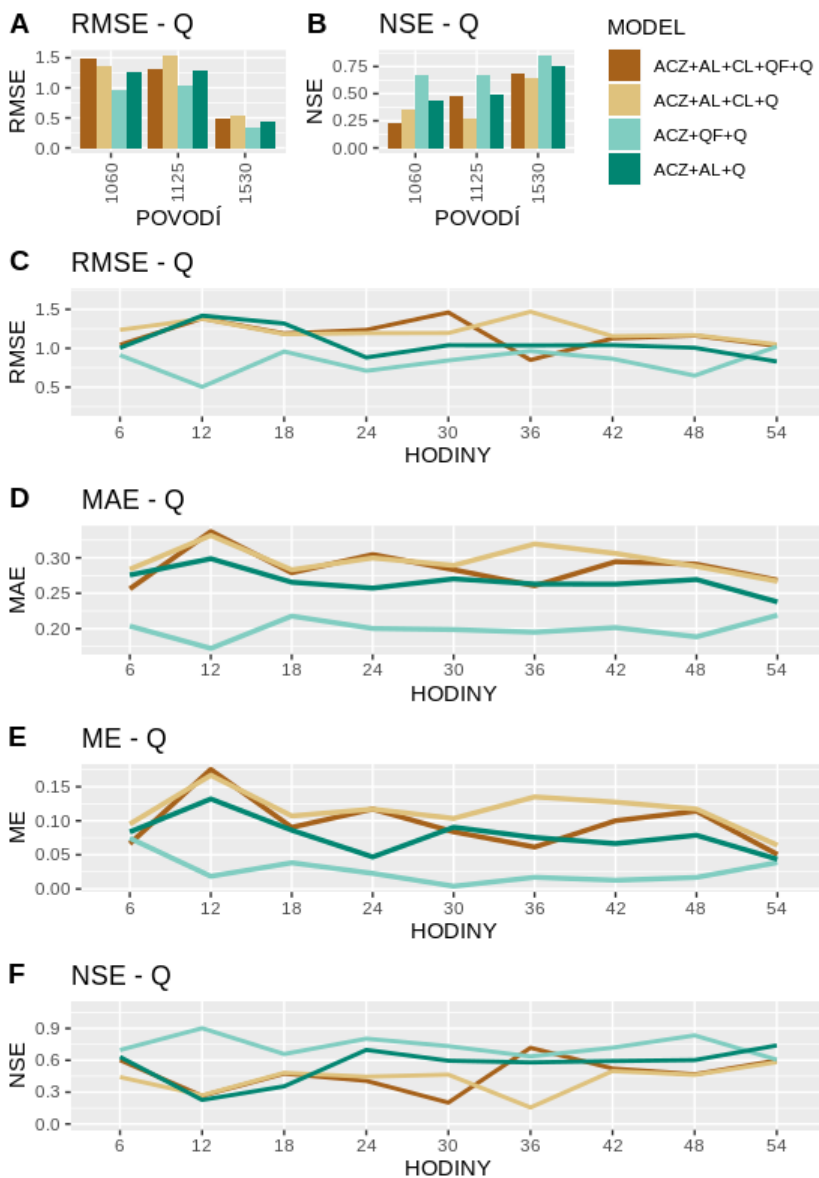 A RMSE - Q
1.5
1.0
0.5
0.0
RMSE
1060
1125
1530
POVODÍ
B NSE - Q
0.75
0.50
0.25
0.00
NSE
1060
1125
1530
POVODÍ
MODEL
ACZ+AL+CL+QF+Q
ACZ+AL+CL+Q
ACZ+QF+Q
ACZ+AL+Q
C RMSE - Q
1.5
1.0
0.5
RMSE
6 12 18 24 30 36 42 48 54
HODINY
D MAE - Q
0.30
0.25
0.20
MAE
6 12 18 24 30 36 42 48 54
HODINY
E ME - Q
0.15
0.10
0.05
0.00
ME
6 12 18 24 30 36 42 48 54
HODINY
F NSE - Q
0.9
0.6
0.3
0.0
NSE
6 12 18 24 30 36 42 48 54
HODINY